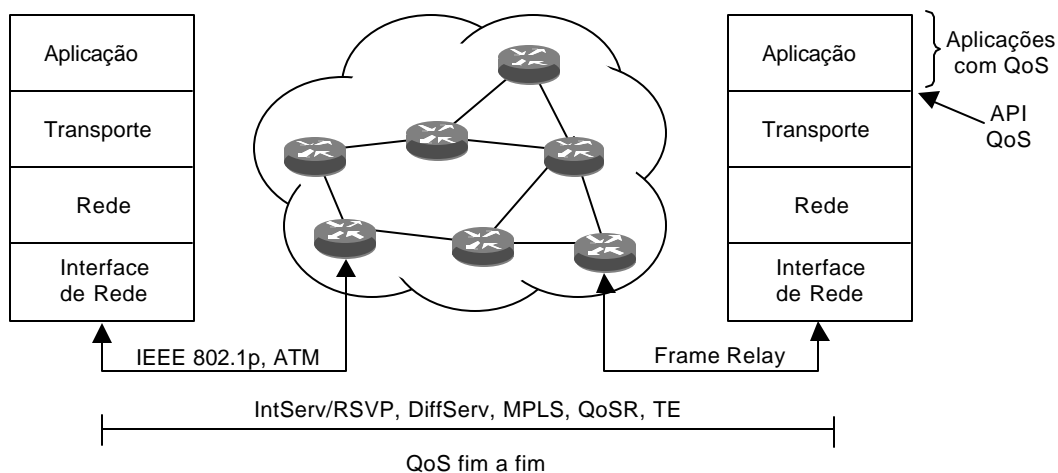 Aplicação
Transporte
Rede
Interface
de Rede
Aplicação
Transporte
Rede
Interface
de Rede
Aplicações
com QoS
API
QoS
IEEE 802.1p, ATM
Frame Relay
IntServ/RSVP, DiffServ, MPLS, QoSR, TE
QoS fim a fim